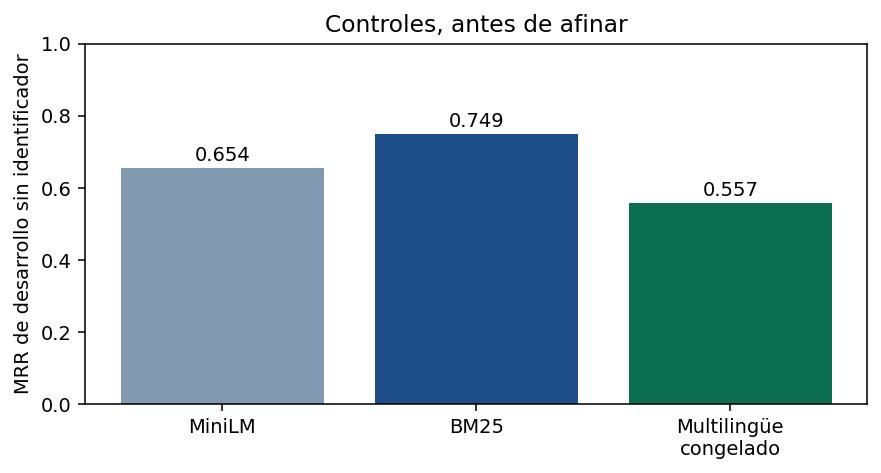 Controles, antes de afinar
MRR de desarrollo sin identificador
1.0
0.8
0.6
0.4
0.2
0.0
0.654
0.749
0.557
MiniLM
BM25
Multilingüe
congelado